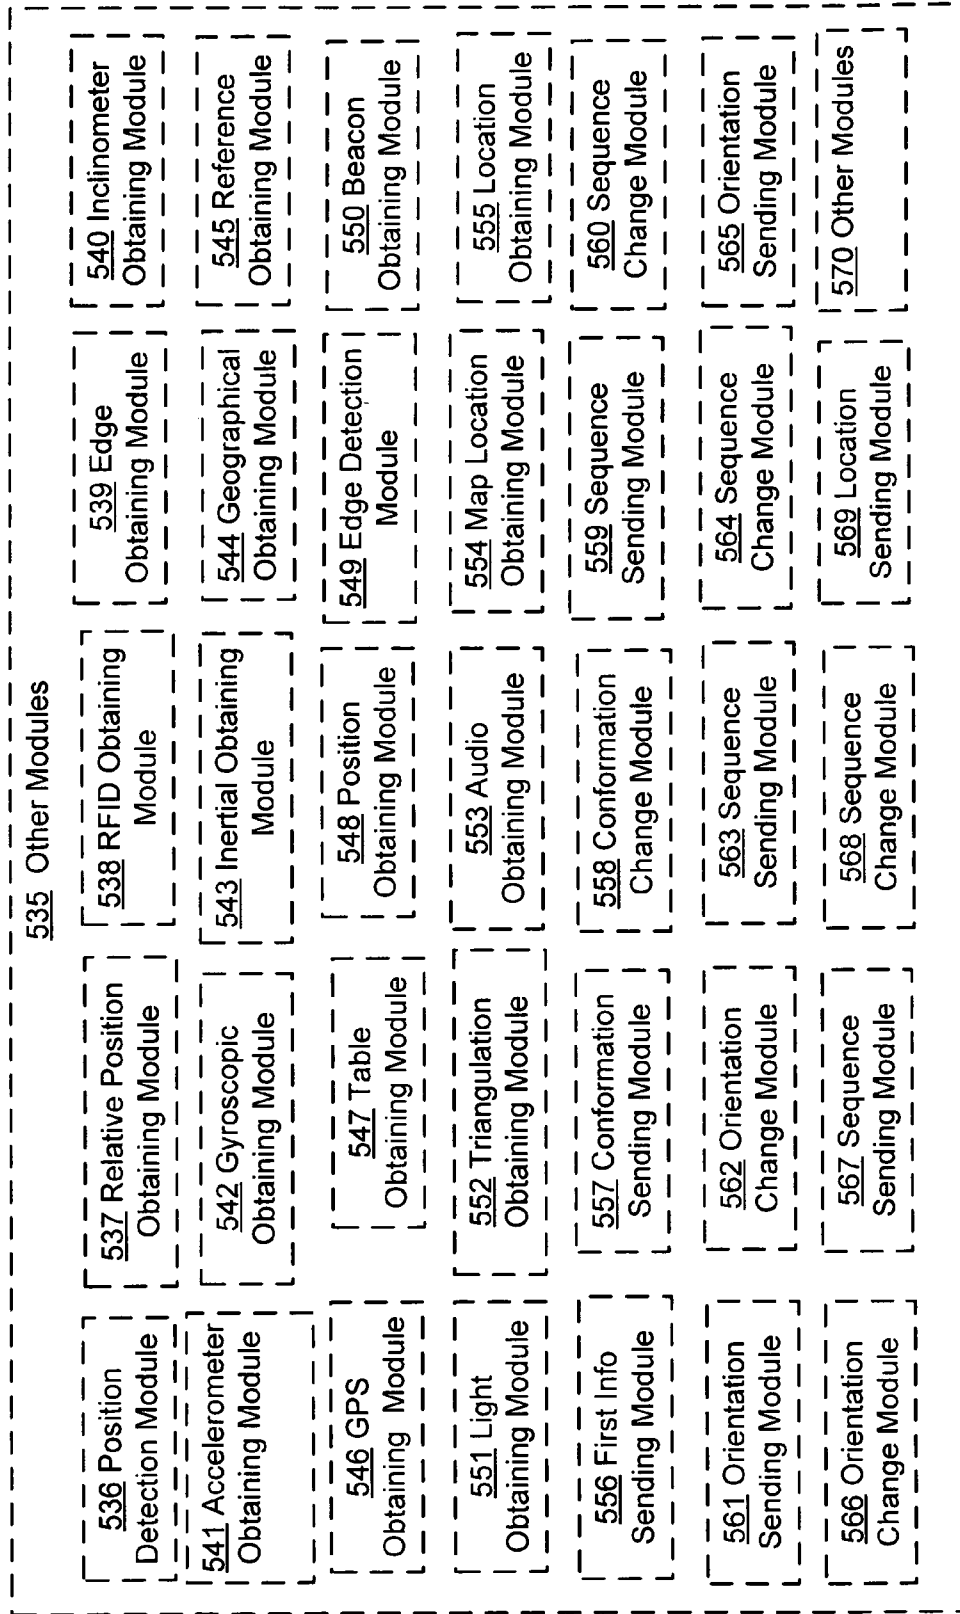 535 Other Modules
536 Position
Detection Module
537 Relative Position
Obtaining Module
538 RFID Obtaining
Module
539 Edge
Obtaining Module
540 Inclinometer
Obtaining Module
541 Accelerometer
Obtaining Module
542 Gyroscopic
Obtaining Module
543 Inertial Obtaining
Module
544 Geographical
Obtaining Module
545 Reference
Obtaining Module
546 GPS
Obtaining Module
547 Table
Obtaining Module
548 Position
Obtaining Module
549 Edge Detection
Module
550 Beacon
Obtaining Module
551 Light
Obtaining Module
552 Triangulation
Obtaining Module
553 Audio
Obtaining Module
554 Map Location
Obtaining Module
555 Location
Obtaining Module
556 First Info
Sending Module
557 Conformation
Sending Module
558 Conformation
Change Module
559 Sequence
Sending Module
560 Sequence
Change Module
561 Orientation
Sending Module
562 Orientation
Change Module
563 Sequence
Sending Module
564 Sequence
Change Module
565 Orientation
Sending Module
566 Orientation
Change Module
567 Sequence
Sending Module
568 Sequence
Change Module
569 Location
Sending Module
570 Other Modules